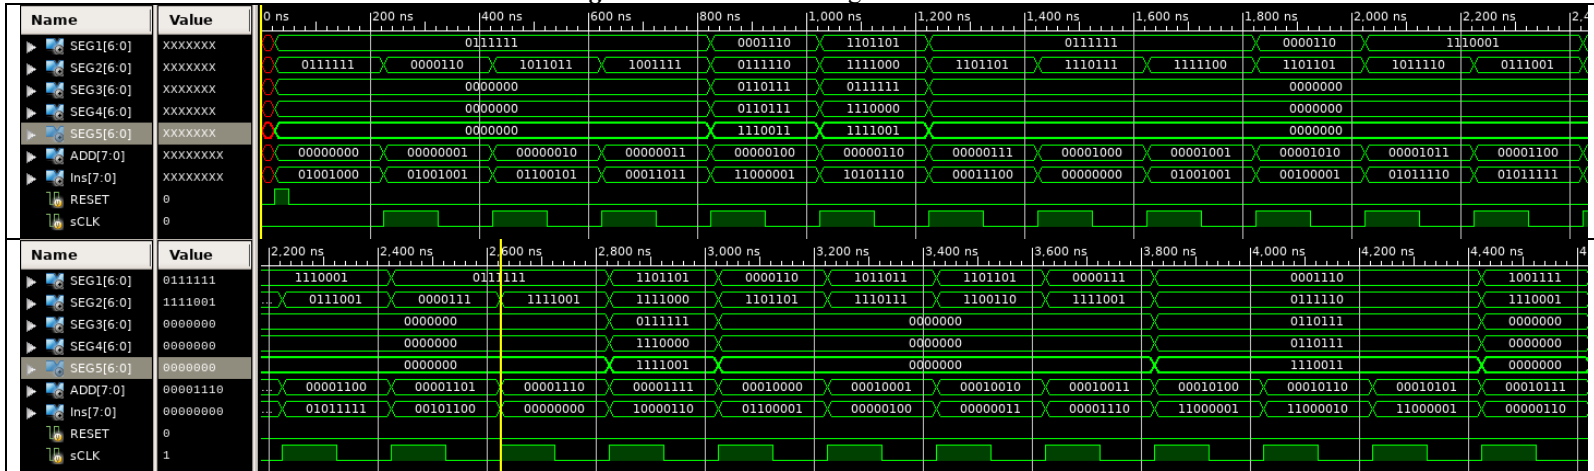 Name Value 0 ns 200 ns 400 ns 600 ns 800 ns 1,000 ns 1,200 ns 1,400 ns 1,600 ns 1,800 ns 2,000 ns 2,200 ns 2,4
SEG1[6:0] XXXXXXX 0111111 0001110 1101101 0111111 0000110 1110001
SEG2[6:0] XXXXXXX 0111111 0000110 1011011 1001111 0111110 1111000 1101101 1110111 1111100 1101101 1011110 0111001
SEG3[6:0] XXXXXXX 0000000 0110111 0111111 0000000
SEG4[6:0] XXXXXXX 0000000 0110111 1110000 0000000
SEG5[6:0] XXXXXXX 0000000 1110011 1111001 0000000
ADD[7:0] XXXXXXXX 00000000 00000001 00000010 00000011 00000100 00000110 00000111 00001000 00001001 00001010 00001011 00001100
Ins[7:0] XXXXXXXX 01001000 01001001 01100101 00011011 11000001 10101110 00011100 00000000 01001001 00100001 01011110 01011111
RESET 0
sCLK 0
Name Value 2,200 ns 2,400 ns 2,600 ns 2,800 ns 3,000 ns 3,200 ns 3,400 ns 3,600 ns 3,800 ns 4,000 ns 4,200 ns 4,400 ns
SEG1[6:0] 0111111 1110001 0111111 1101101 0000110 1011011 1101101 0000111 0001110 1001111
SEG2[6:0] 1111001 ... 0111001 0000111 1111001 1111000 1101101 1110111 1100110 1111001 0111110 1110001
SEG3[6:0] 0000000 0000000 0111111 0000000 0110111 0000000
SEG4[6:0] 0000000 0000000 1110000 0000000 0110111 0000000
SEG5[6:0] 0000000 0000000 1111001 0000000 1110011 0000000
ADD[7:0] 00001110 ... 00001100 00001101 00001110 00001111 00010000 00010001 00010010 00010011 00010100 00010110 00010101 00010111
Ins[7:0] 00000000 ... 01011111 00101100 00000000 10000110 01100001 00000100 00000011 00001110 11000001 11000010 11000001 00000110
RESET 0
sCLK 1